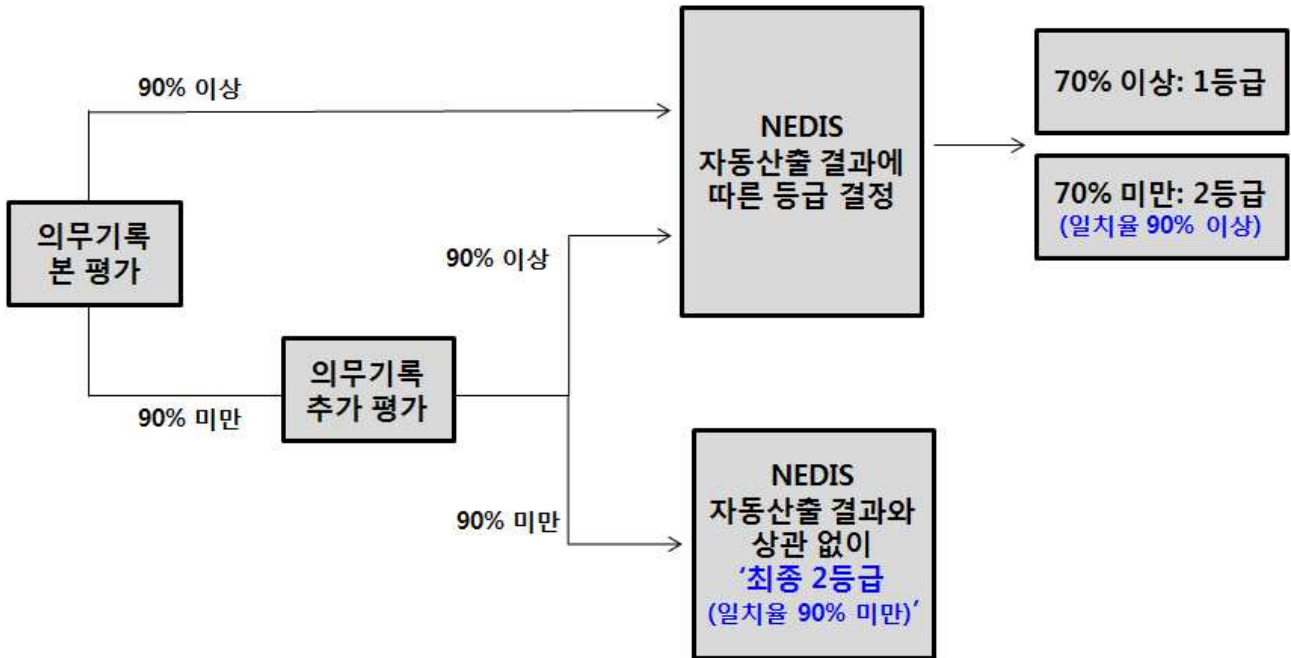 90% 이상
NEDIS
자동산출 결과에
따른 등급 결정
70% 이상: 1등급
70% 미만: 2등급
(일치율 90% 이상)
의무기록
본 평가
90% 이상
90% 미만
의무기록
추가 평가
90% 미만
NEDIS
자동산출 결과와
상관 없이
‘최종 2등급
(일치율 90% 미만)’